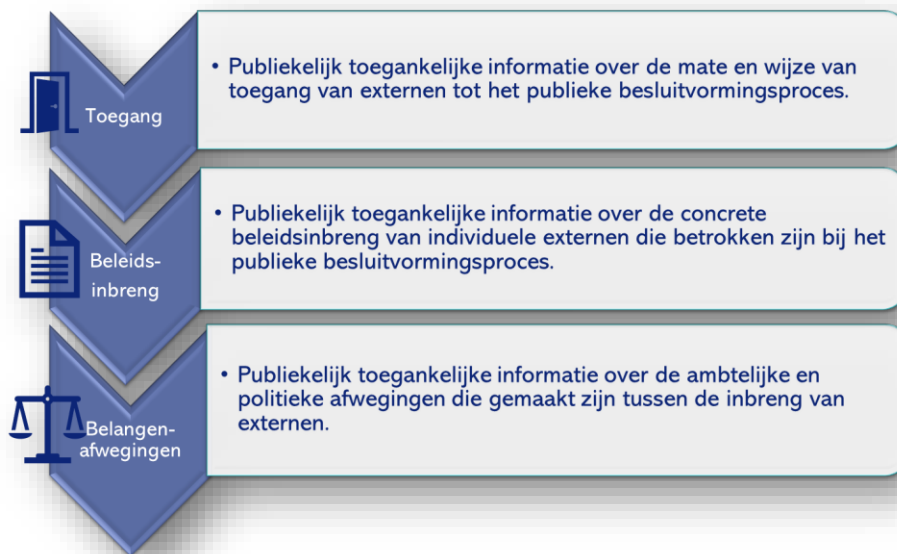 Toegang
• Publiekelijk toegankelijke informatie over de mate en wijze van
toegang van externen tot het publieke besluitvormingsproces.
Beleids-
inbreng
• Publiekelijk toegankelijke informatie over de concrete
beleidsinbreng van individuele externen die betrokken zijn bij het
publieke besluitvormingsproces.
Belangen-
afwegingen
• Publiekelijk toegankelijke informatie over de ambtelijke en
politieke afwegingen die gemaakt zijn tussen de inbreng van
externen.